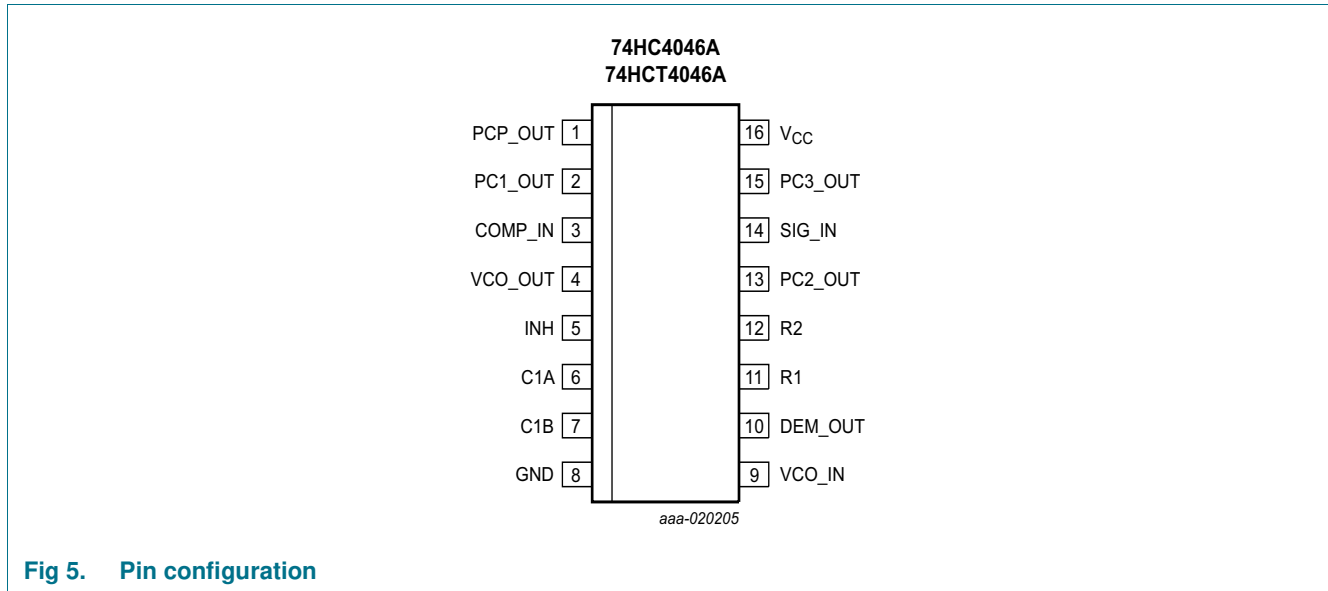 74HC4046A
74HCT4046A
PCP_OUT 1 16 VCC
PC1_OUT 2 15 PC3_OUT
COMP_IN 3 14 SIG_IN
VCO_OUT 4 13 PC2_OUT
INH 5 12 R2
C1A 6 11 R1
C1B 7 10 DEM_OUT
GND 8 9 VCO_IN
aaa-020205
Fig 5. Pin configuration